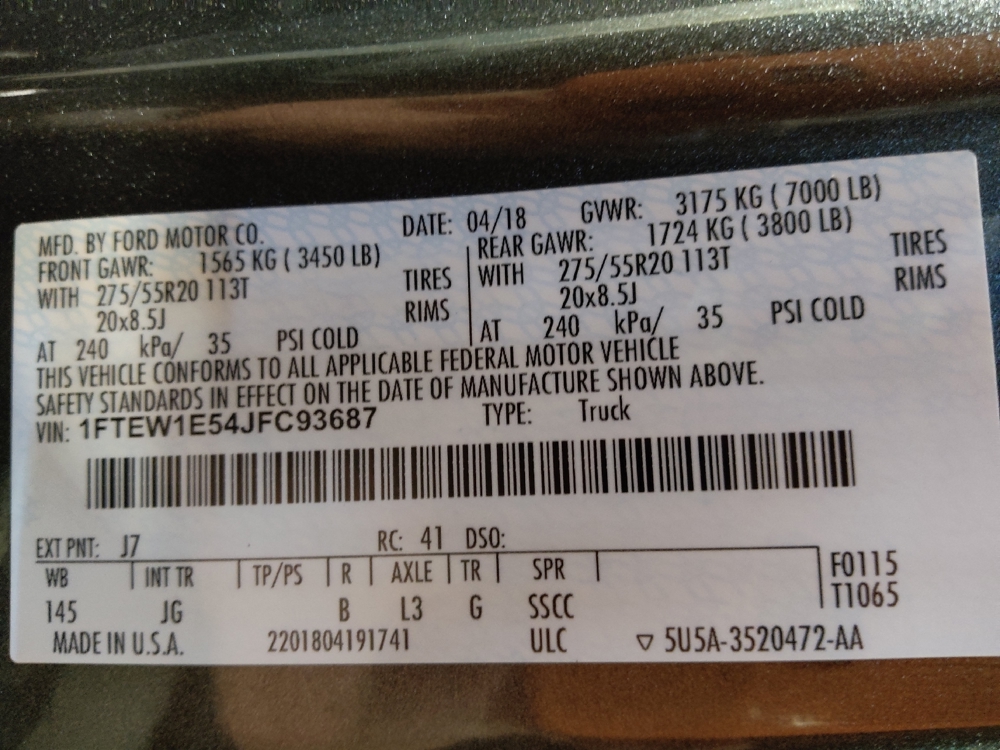 MFD. BY FORD MOTOR CO. DATE: 04/18 GVWR: 3175 KG ( 7000 LB)
FRONT GAWR: 1565 KG ( 3450 LB) REAR GAWR: 1724 KG ( 3800 LB)
WITH 275/55R20 113T TIRES WITH 275/55R20 113T TIRES
20x8.5J RIMS 20x8.5J RIMS
AT 240 kPa/ 35 PSI COLD AT 240 kPa/ 35 PSI COLD
THIS VEHICLE CONFORMS TO ALL APPLICABLE FEDERAL MOTOR VEHICLE
SAFETY STANDARDS IN EFFECT ON THE DATE OF MANUFACTURE SHOWN ABOVE.
VIN: 1FTEW1E54JFC93687 TYPE: Truck
EXT PNT: J7 RC: 41 DSO:
WB INT TR TP/PS R AXLE TR SPR F0115
145 JG B L3 G SSCC T1065
MADE IN U.S.A. 2201804191741 ULC ▽ 5U5A-3520472-AA